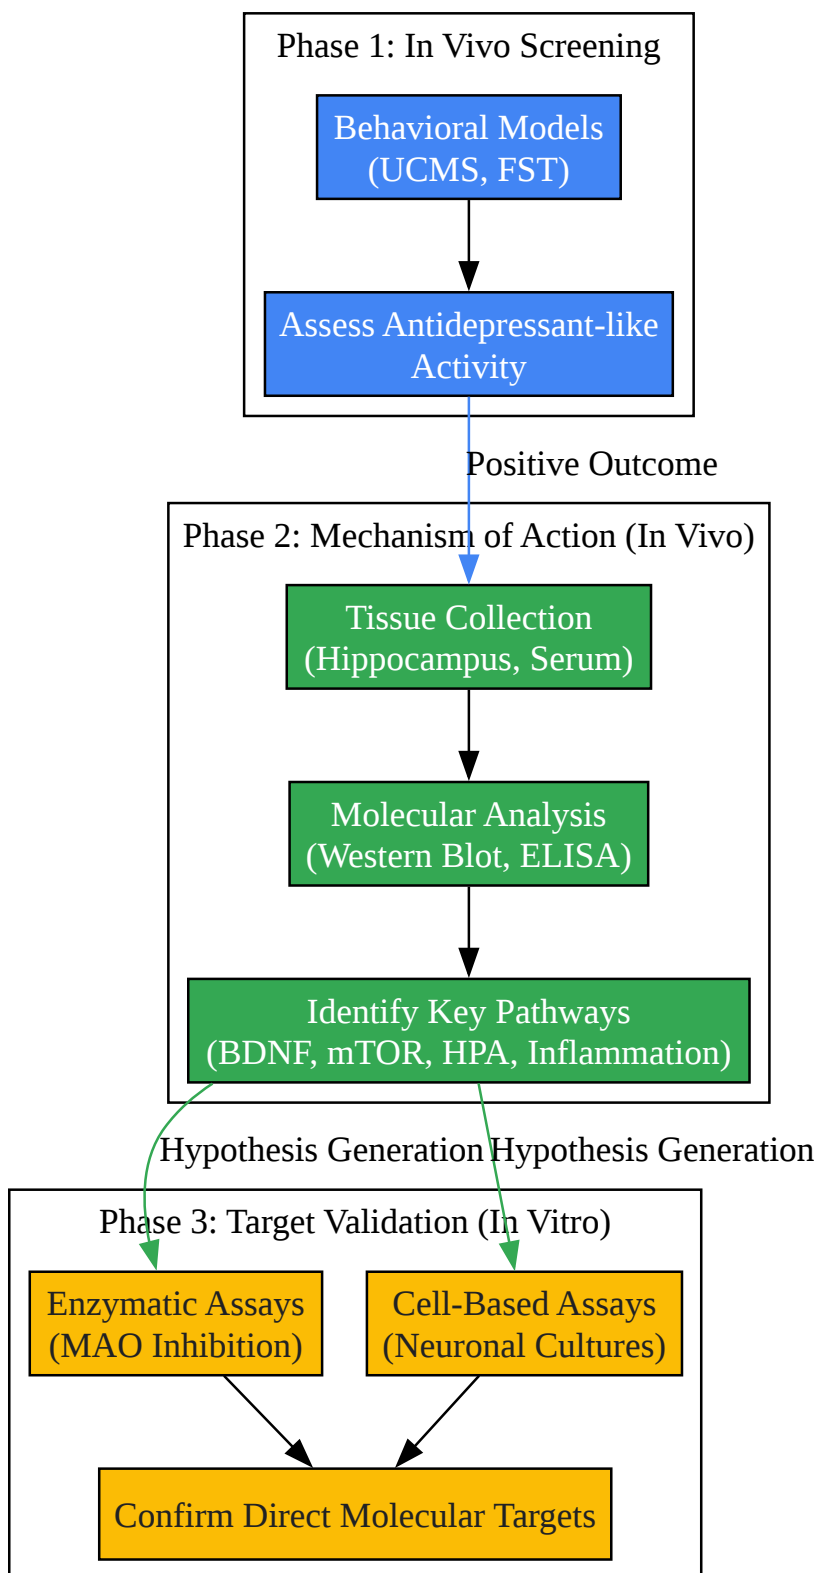 Phase 1: In Vivo Screening
Behavioral Models
(UCMS, FST)
Assess Antidepressant-like
Activity
Positive Outcome
Phase 2: Mechanism of Action (In Vivo)
Tissue Collection
(Hippocampus, Serum)
Molecular Analysis
(Western Blot, ELISA)
Identify Key Pathways
(BDNF, mTOR, HPA, Inflammation)
Hypothesis Generation
Hypothesis Generation
Phase 3: Target Validation (In Vitro)
Enzymatic Assays
(MAO Inhibition)
Cell-Based Assays
(Neuronal Cultures)
Confirm Direct Molecular Targets